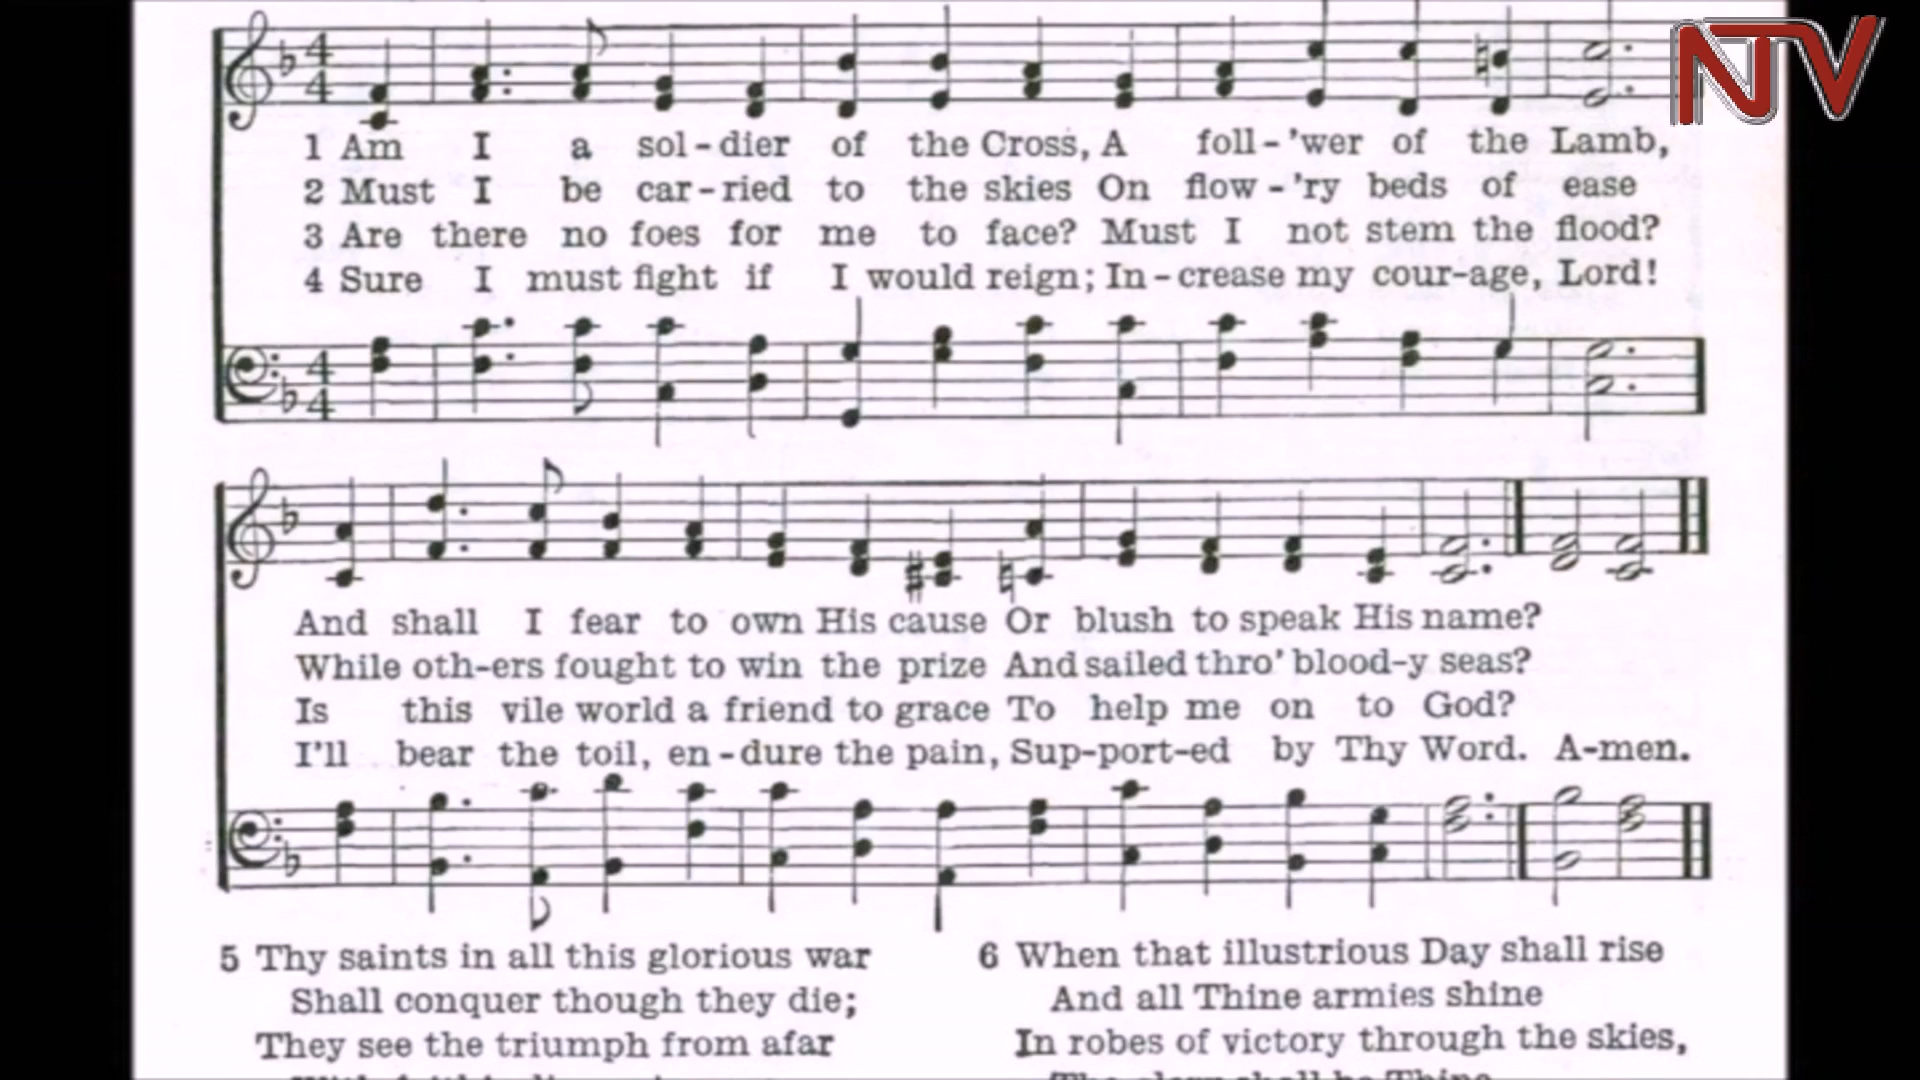 NTV
4
4
1 Am I a sol-dier of the Cross, A foll-'wer of the Lamb,
2 Must I be car-ried to the skies On flow-'ry beds of ease
3 Are there no foes for me to face? Must I not stem the flood?
4 Sure I must fight if I would reign; In-crease my cour-age, Lord!
4
4
And shall I fear to own His cause Or blush to speak His name?
While oth-ers fought to win the prize And sailed thro' blood-y seas?
Is this vile world a friend to grace To help me on to God?
I'll bear the toil, en-dure the pain, Sup-port-ed by Thy Word. A-men.
5 Thy saints in all this glorious war
Shall conquer though they die;
They see the triumph from afar
6 When that illustrious Day shall rise
And all Thine armies shine
In robes of victory through the skies,